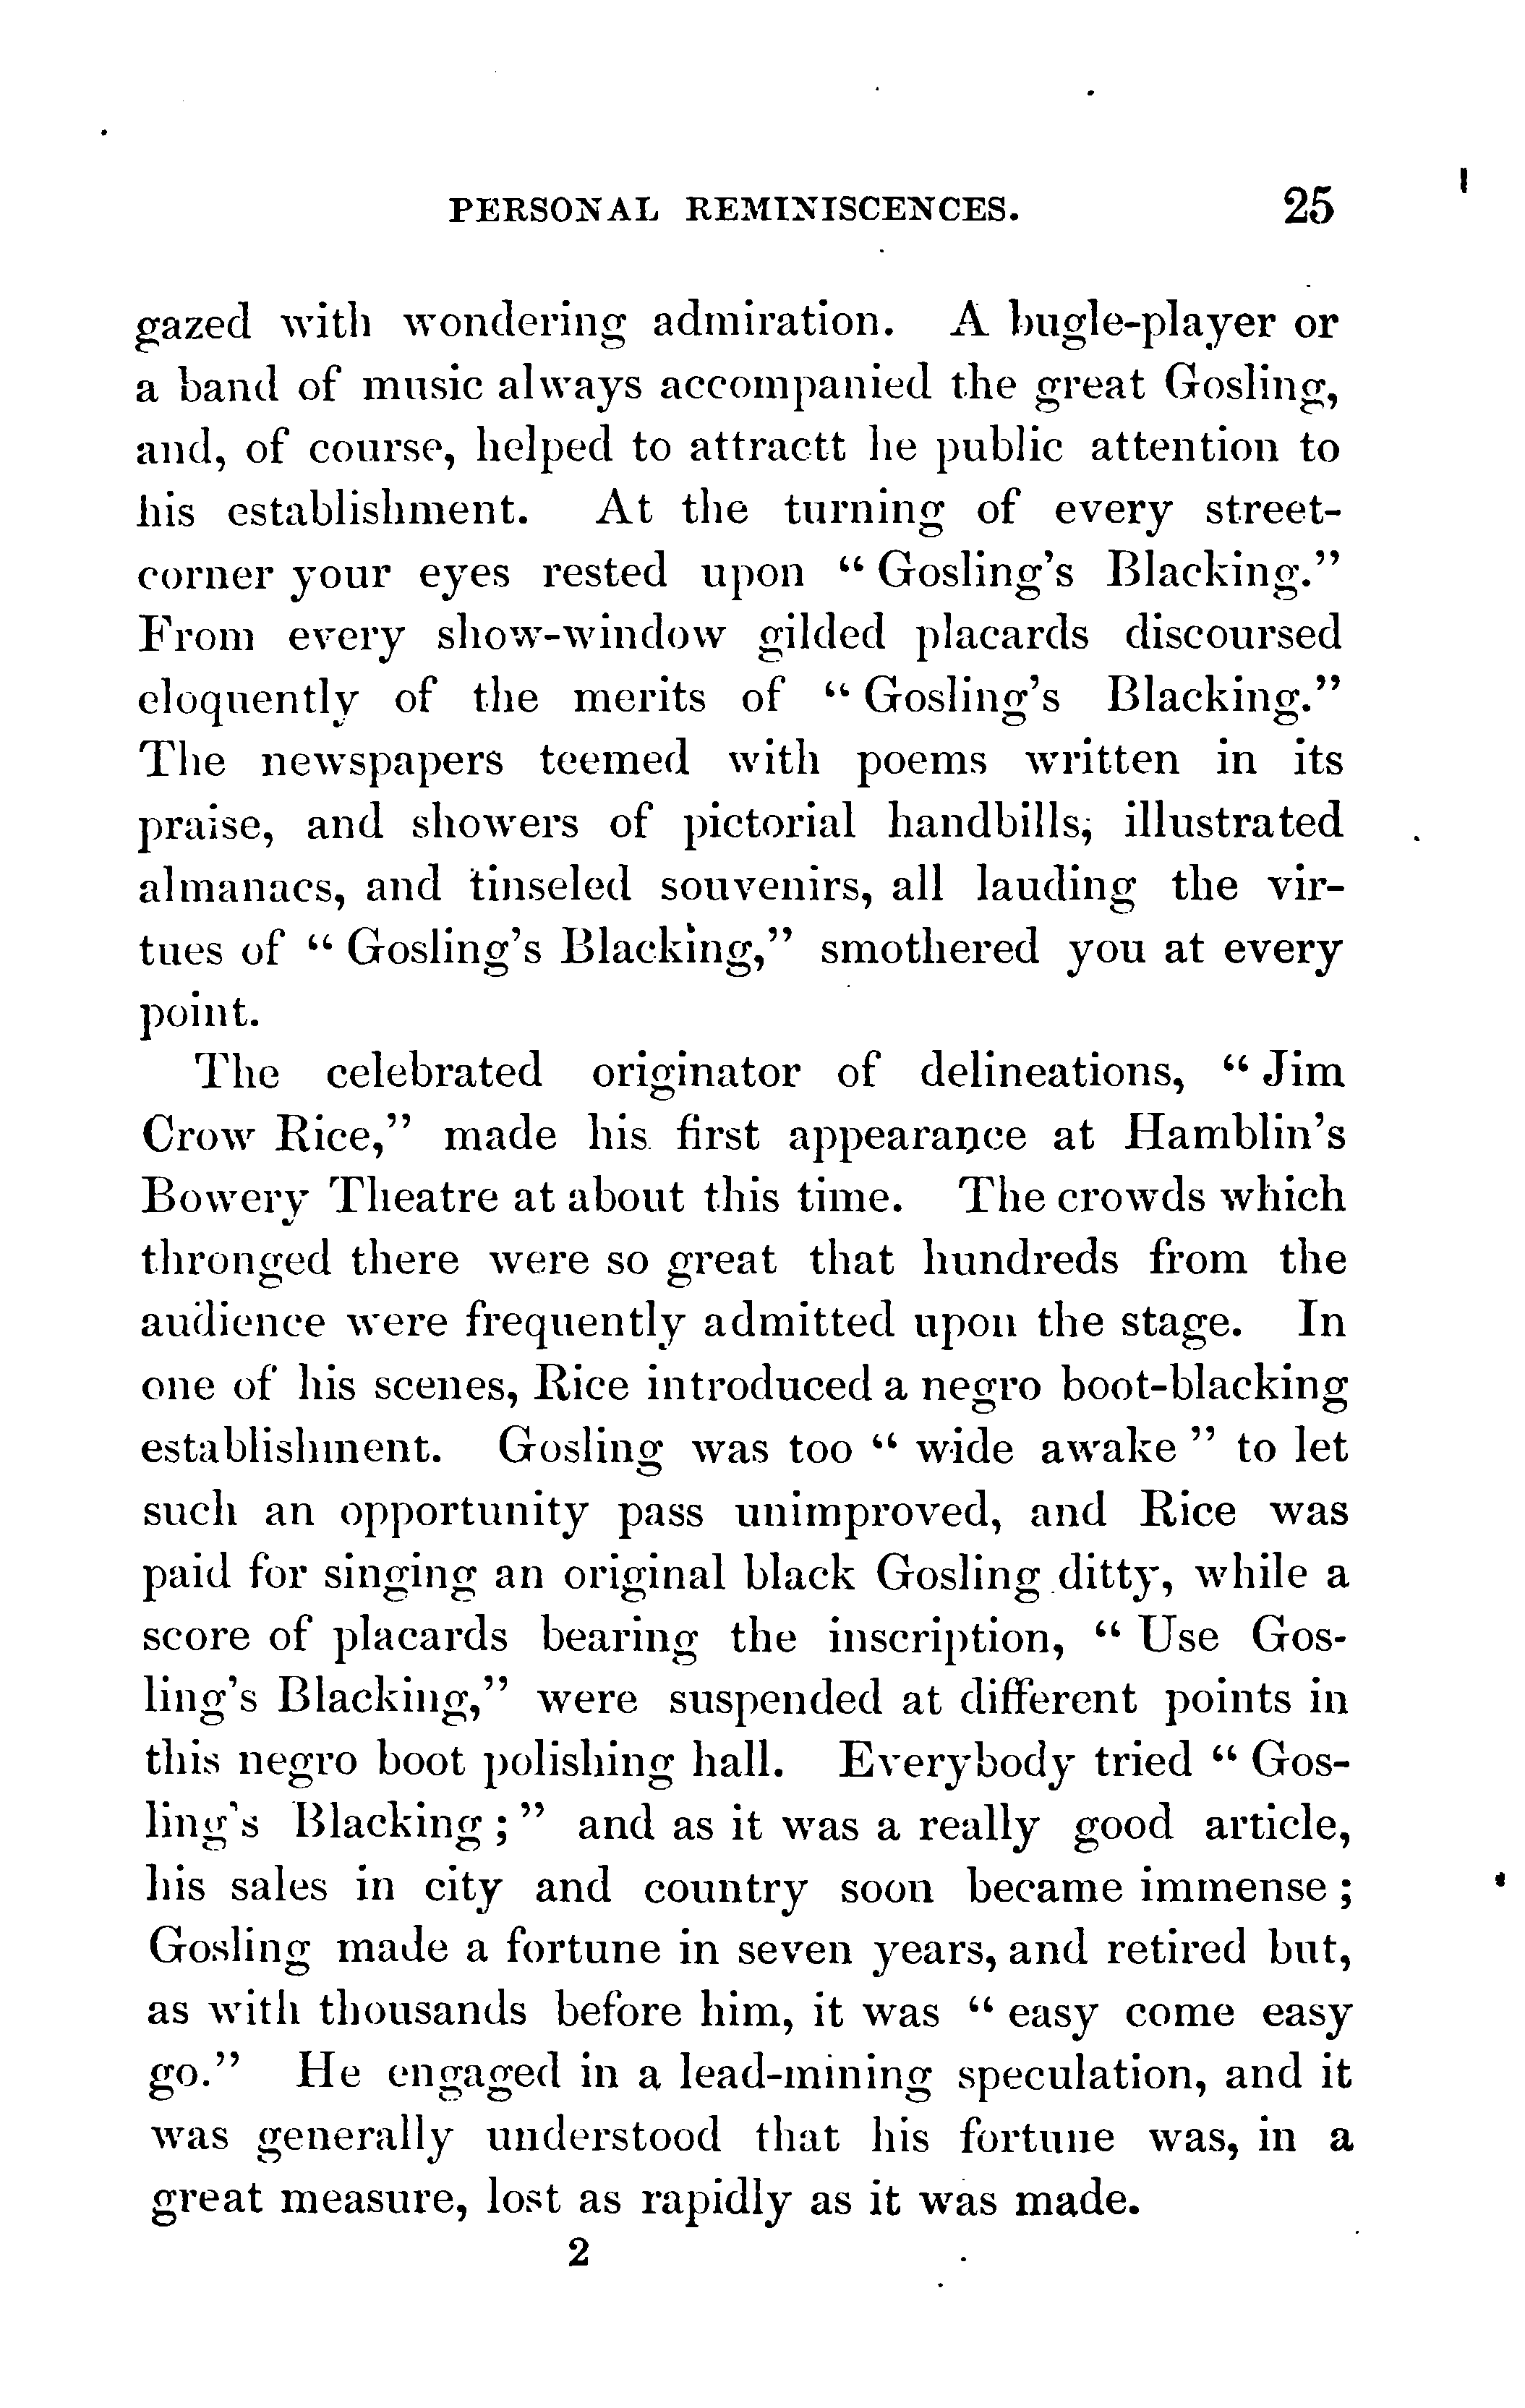 PERSONAL REMINISCENCES. 25
gazed with wondering admiration. A bugle-player or
a band of music always accompanied the great Gosling,
and, of course, helped to attractt he public attention to
his establishment. At the turning of every street-
corner your eyes rested upon “ Gosling's Blacking.”
From every show-window gilded placards discoursed
eloquently of the merits of “ Gosling's Blacking.”
The newspapers teemed with poems written in its
praise, and showers of pictorial handbills, illustrated
almanacs, and tinseled souvenirs, all lauding the vir-
tues of “ Gosling's Blacking,” smothered you at every
point.
The celebrated originator of delineations, “ Jim
Crow Rice,” made his first appearance at Hamblin's
Bowery Theatre at about this time. The crowds which
thronged there were so great that hundreds from the
audience were frequently admitted upon the stage. In
one of his scenes, Rice introduced a negro boot-blacking
establishment. Gosling was too “ wide awake ” to let
such an opportunity pass unimproved, and Rice was
paid for singing an original black Gosling ditty, while a
score of placards bearing the inscription, “ Use Gos-
ling's Blacking,” were suspended at different points in
this negro boot polishing hall. Everybody tried “ Gos-
ling's Blacking ; ” and as it was a really good article,
his sales in city and country soon became immense ;
Gosling made a fortune in seven years, and retired but,
as with thousands before him, it was “ easy come easy
go.” He engaged in a lead-mining speculation, and it
was generally understood that his fortune was, in a
great measure, lost as rapidly as it was made.
2